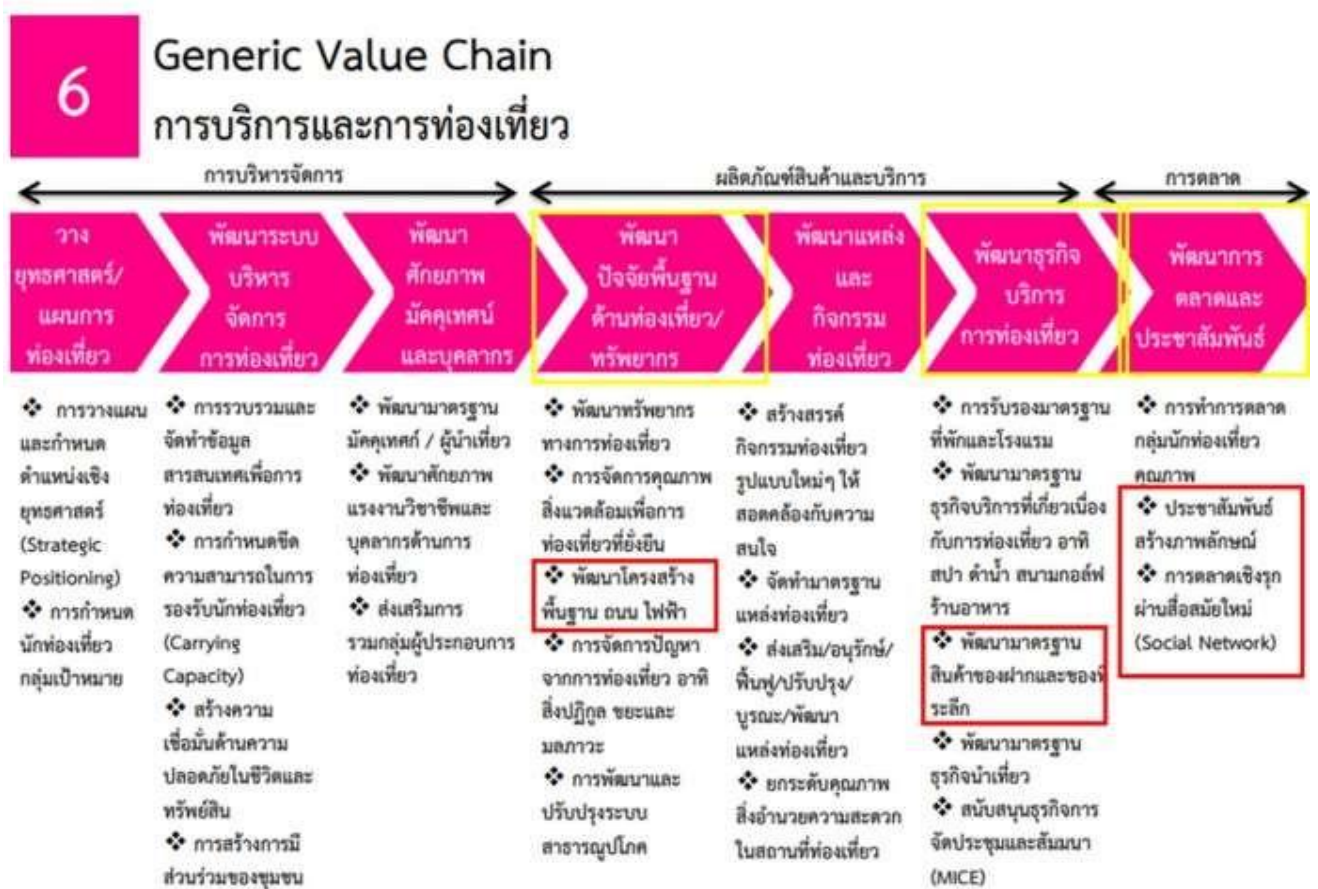 6
Generic Value Chain
การบริการและการท่องเที่ยว
การบริหารจัดการ
ผลิตภัณฑ์สินค้าและบริการ
การตลาด
วาง
ยุทธศาสตร์/
แผนการ
ท่องเที่ยว
พัฒนาระบบ
บริหาร
จัดการ
การท่องเที่ยว
พัฒนา
ศักยภาพ
มัคคุเทศน์
และบุคลากร
พัฒนา
ปัจจัยพื้นฐาน
ด้านท่องเที่ยว/
ทรัพยากร
พัฒนาแหล่ง
และ
กิจกรรม
ท่องเที่ยว
พัฒนาธุรกิจ
บริการ
การท่องเที่ยว
พัฒนาการ
ตลาดและ
ประชาสัมพันธ์
❖ การวางแผน
และกำหนด
ตำแหน่งเชิง
ยุทธศาสตร์
(Strategic
Positioning)
❖ การกำหนด
นักท่องเที่ยว
กลุ่มเป้าหมาย
❖ การรวบรวมและ
จัดทำข้อมูล
สารสนเทศเพื่อการ
ท่องเที่ยว
❖ การกำหนดขีด
ความสามารถในการ
รองรับนักท่องเที่ยว
(Carrying
Capacity)
❖ สร้างความ
เชื่อมั่นด้านความ
ปลอดภัยในชีวิตและ
ทรัพย์สิน
❖ การสร้างการมี
ส่วนร่วมของชุมชน
❖ พัฒนามาตรฐาน
มัคคุเทศก์ / ผู้นำเที่ยว
❖ พัฒนาศักยภาพ
แรงงานวิชาชีพและ
บุคลากรด้านการ
ท่องเที่ยว
❖ ส่งเสริมการ
รวมกลุ่มผู้ประกอบการ
ท่องเที่ยว
❖ พัฒนาทรัพยากร
ทางการท่องเที่ยว
❖ การจัดการคุณภาพ
สิ่งแวดล้อมเพื่อการ
ท่องเที่ยวที่ยั่งยืน
❖ พัฒนาโครงสร้าง
พื้นฐาน ถนน ไฟฟ้า
❖ การจัดการปัญหา
จากการท่องเที่ยว อาทิ
สิ่งปฏิกูล ขยะและ
มลภาวะ
❖ การพัฒนาและ
ปรับปรุงระบบ
สาธารณูปโภค
❖ สร้างสรรค์
กิจกรรมท่องเที่ยว
รูปแบบใหม่ๆ ให้
สอดคล้องกับความ
สนใจ
❖ จัดทำมาตรฐาน
แหล่งท่องเที่ยว
❖ ส่งเสริม/อนุรักษ์/
ฟื้นฟู/ปรับปรุง/
บูรณะ/พัฒนา
แหล่งท่องเที่ยว
❖ ยกระดับคุณภาพ
สิ่งอำนวยความสะดวก
ในสถานที่ท่องเที่ยว
❖ การรับรองมาตรฐาน
ที่พักและโรงแรม
❖ พัฒนามาตรฐาน
ธุรกิจบริการที่เกี่ยวเนื่อง
กับการท่องเที่ยว อาทิ
สปา ดำน้ำ สนามกอล์ฟ
ร้านอาหาร
❖ พัฒนามาตรฐาน
สินค้าของฝากและของที่
ระลึก
❖ พัฒนามาตรฐาน
ธุรกิจนำเที่ยว
❖ สนับสนุนธุรกิจการ
จัดประชุมและสัมมนา
(MICE)
❖ การทำการตลาด
กลุ่มนักท่องเที่ยว
คุณภาพ
❖ ประชาสัมพันธ์
สร้างภาพลักษณ์
❖ การตลาดเชิงรุก
ผ่านสื่อสมัยใหม่
(Social Network)